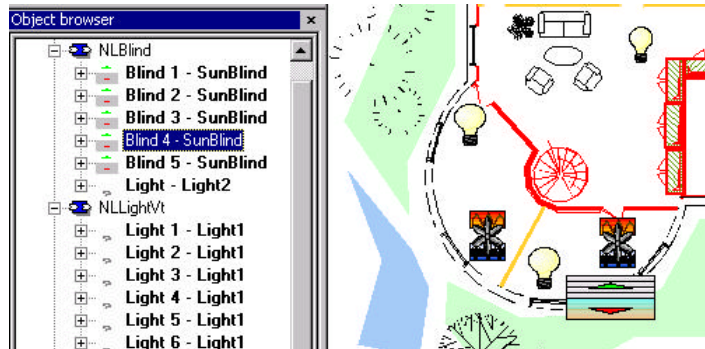 Object browser
NLBlind
Blind 1 - SunBlind
Blind 2 - SunBlind
Blind 3 - SunBlind
Blind 4 - SunBlind
Blind 5 - SunBlind
Light - Light2
NLLightVt
Light 1 - Light1
Light 2 - Light1
Light 3 - Light1
Light 4 - Light1
Light 5 - Light1
Light 6 - Light1